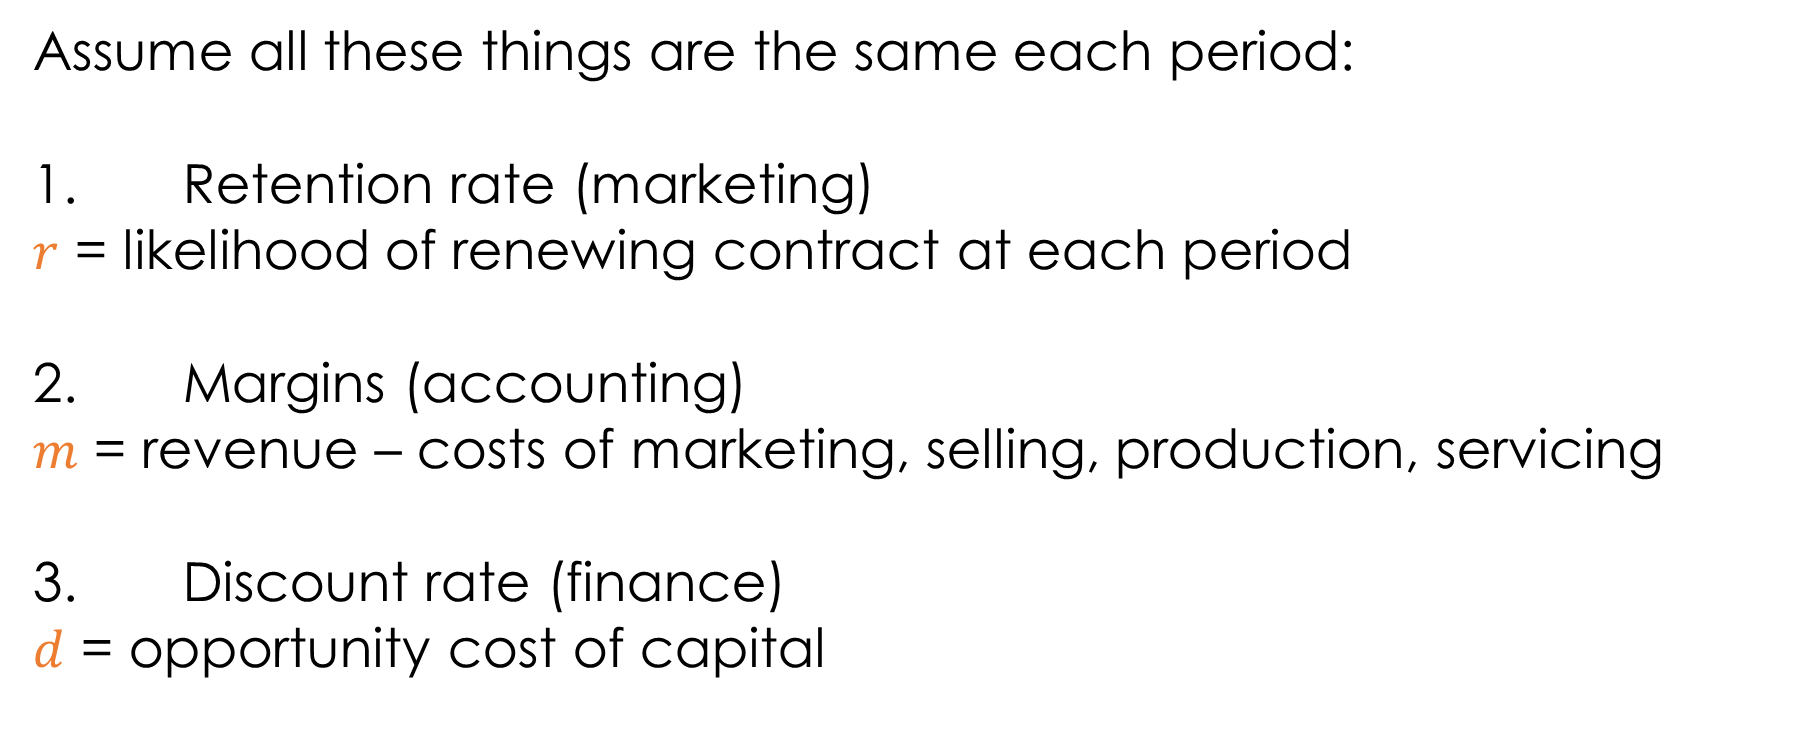 Assume all these things are the same each period:
1. Retention rate (marketing)
r = likelihood of renewing contract at each period
2. Margins (accounting)
m = revenue – costs of marketing, selling, production, servicing
3. Discount rate (finance)
d = opportunity cost of capital